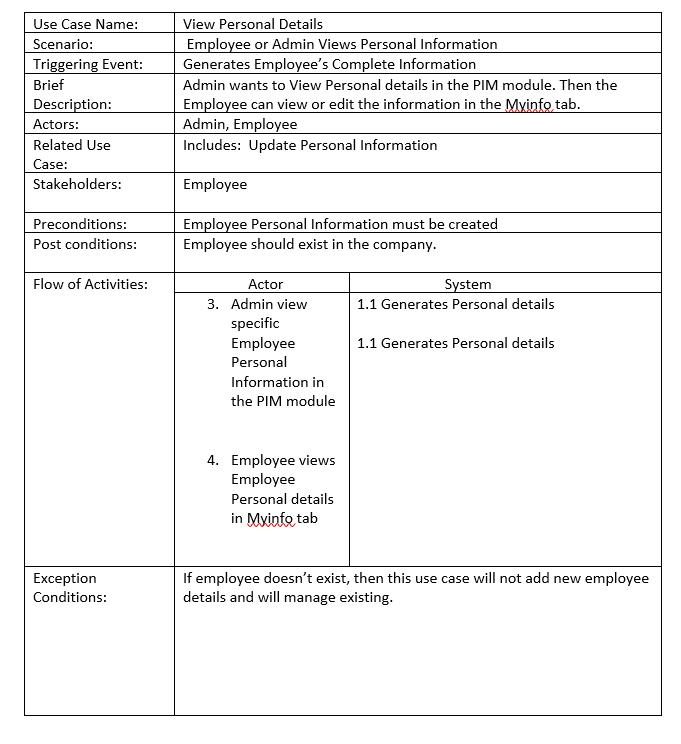 Use Case Name: View Personal Details
Scenario: Employee or Admin Views Personal Information
Triggering Event: Generates Employee’s Complete Information
Brief Description: Admin wants to View Personal details in the PIM module. Then the
Employee can view or edit the information in the Myinfo tab.
Actors: Admin, Employee
Related Use Case: Includes: Update Personal Information
Stakeholders: Employee
Preconditions: Employee Personal Information must be created
Post conditions: Employee should exist in the company.
Flow of Activities: Actor System
3. Admin view
specific
Employee
Personal
Information in
the PIM module
1.1 Generates Personal details
1.1 Generates Personal details
4. Employee views
Employee
Personal details
in Myinfo tab
Exception
Conditions:
If employee doesn’t exist, then this use case will not add new employee
details and will manage existing.